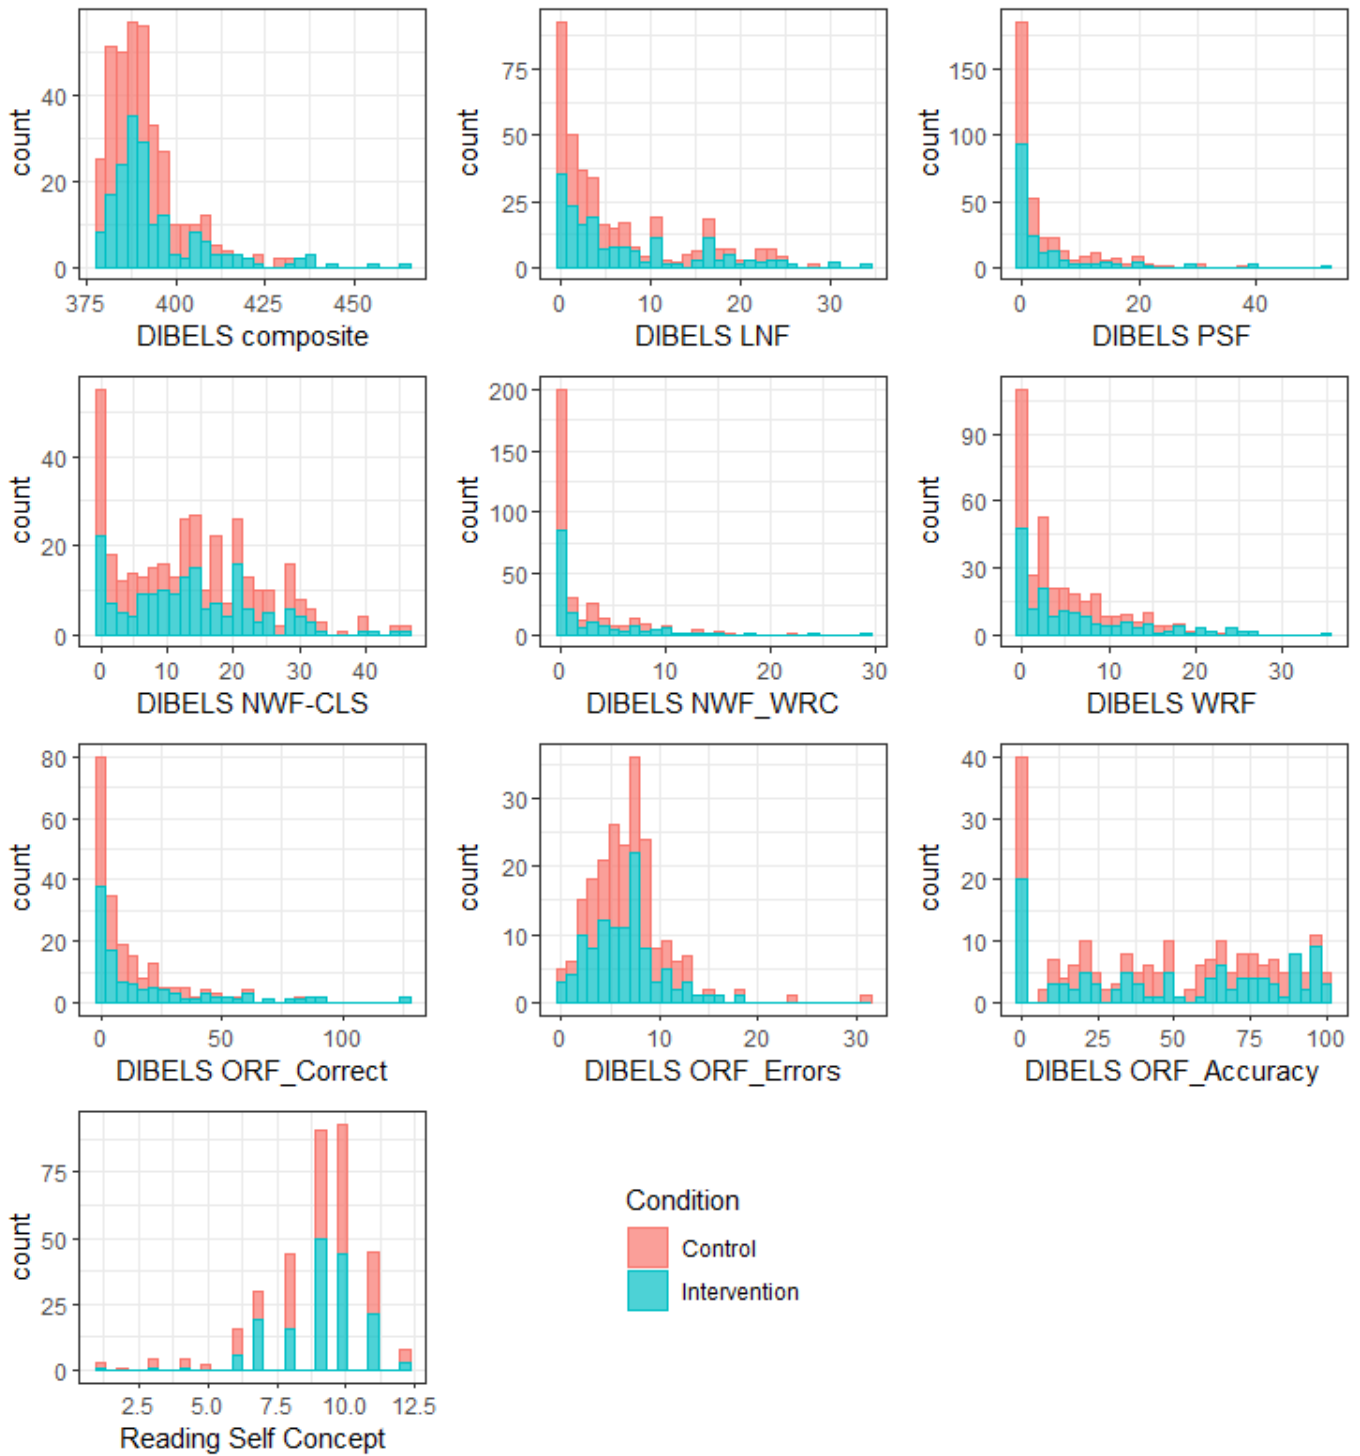 count
40
20
0
375 400 425 450
DIBELS composite
count
75
50
25
0
0 10 20 30
DIBELS LNF
count
150
100
50
0
0 20 40
DIBELS PSF
count
40
20
0
0 10 20 30 40
DIBELS NWF-CLS
count
200
150
100
50
0
0 10 20 30
DIBELS NWF_WRC
count
90
60
30
0
0 10 20 30
DIBELS WRF
count
80
60
40
20
0
0 50 100
DIBELS ORF_Correct
count
30
20
10
0
0 10 20 30
DIBELS ORF_Errors
count
40
30
20
10
0
0 25 50 75 100
DIBELS ORF_Accuracy
count
75
50
25
0
2.5 5.0 7.5 10.0 12.5
Reading Self Concept
Condition
Control
Intervention